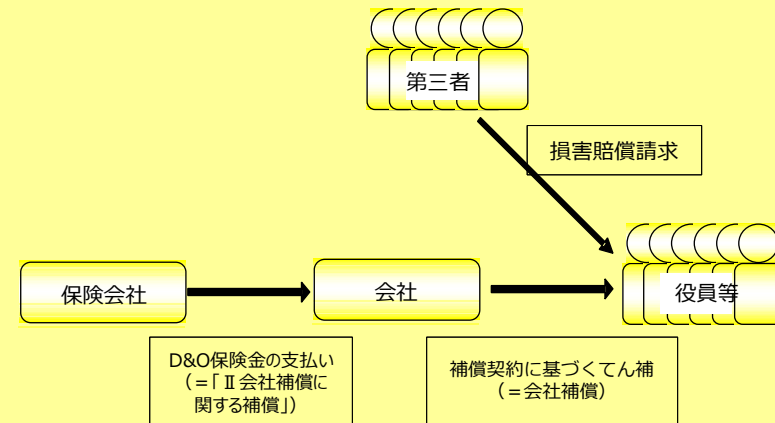 第三者
損害賠償請求
保険会社
会社
役員等
D&O保険金の支払い
(=「Ⅱ会社補償に
関する補償」)
補償契約に基づくてん補
(=会社補償)